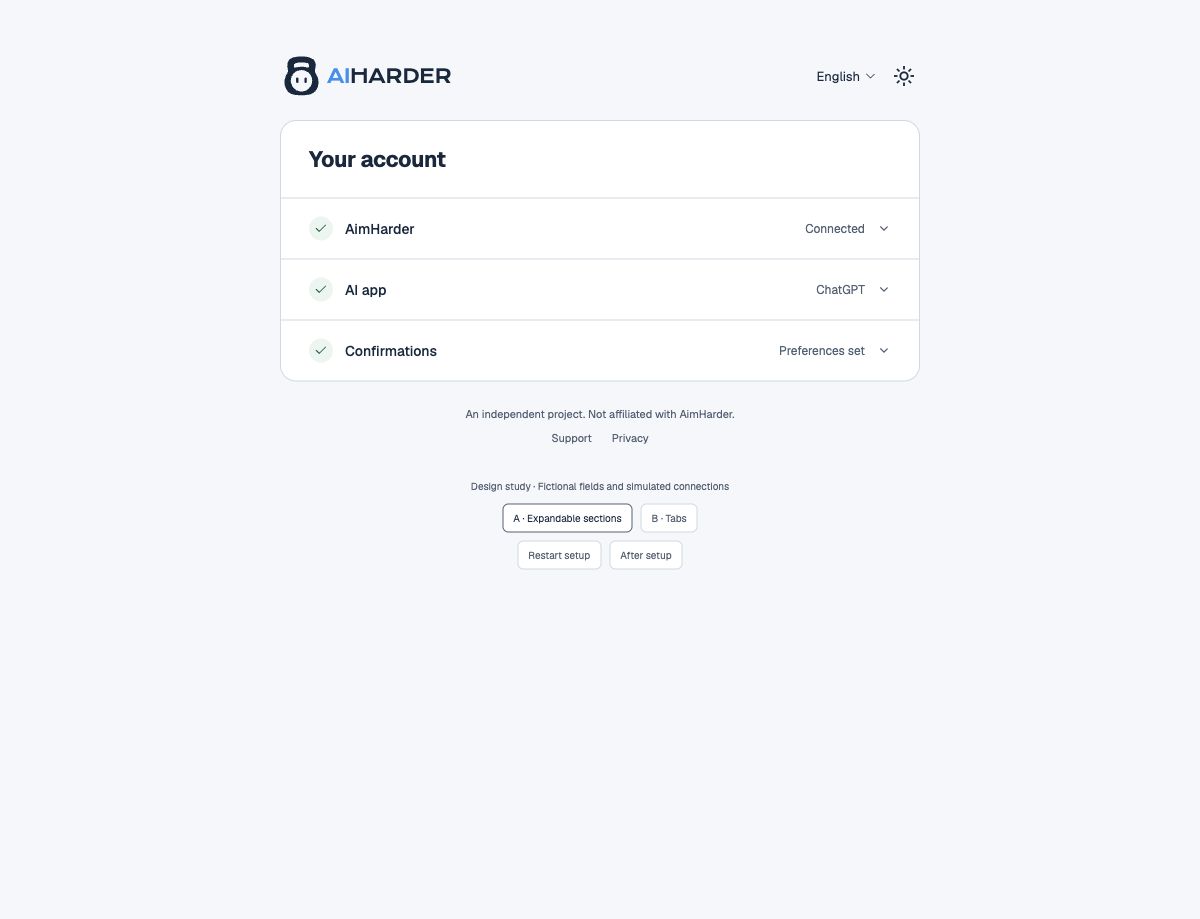 AIHARDER
English
Your account
AimHarder Connected
AI app ChatGPT
Confirmations Preferences set
An independent project. Not affiliated with AimHarder.
Support Privacy
Design study · Fictional fields and simulated connections
A · Expandable sections B · Tabs
Restart setup After setup